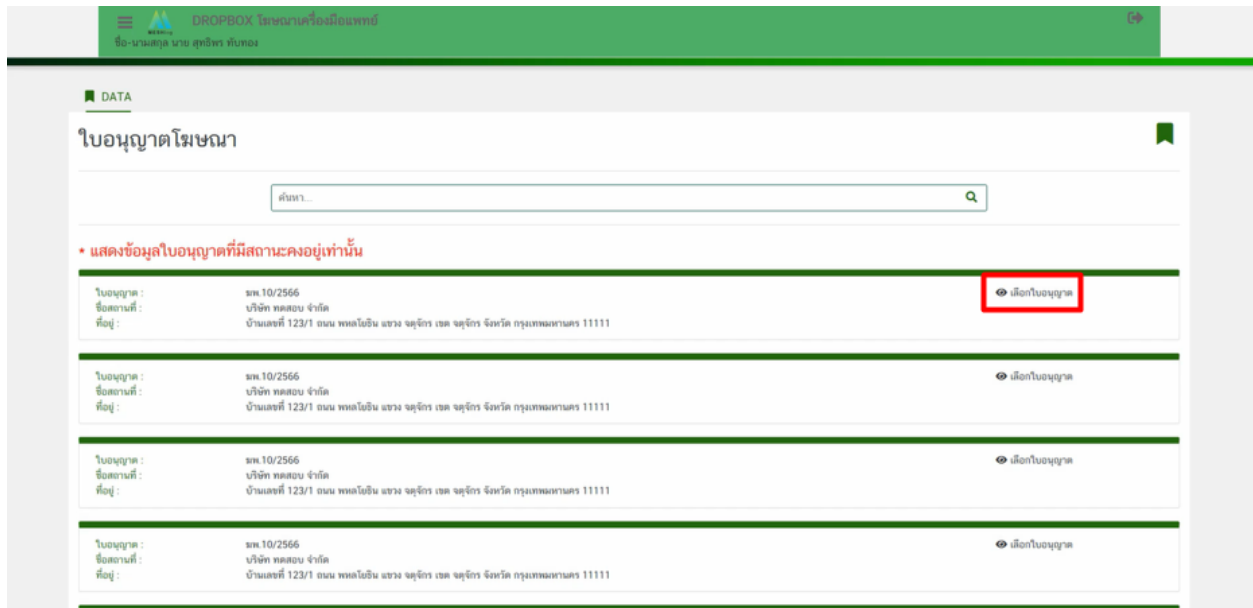 DROPBOX โฆษณาเครื่องมือแพทย์
ชื่อ-นามสกุล นาย สุทธิพร ทับทอง
DATA
ใบอนุญาตโฆษณา
ค้นหา...
* แสดงข้อมูลใบอนุญาตที่มีสถานะคงอยู่เท่านั้น
ใบอนุญาต : ฆพ.10/2566 เลือกใบอนุญาต
ชื่อสถานที่ : บริษัท ทดสอบ จำกัด
ที่อยู่ : บ้านเลขที่ 123/1 ถนน พหลโยธิน แขวง จตุจักร เขต จตุจักร จังหวัด กรุงเทพมหานคร 11111
ใบอนุญาต : ฆพ.10/2566 เลือกใบอนุญาต
ชื่อสถานที่ : บริษัท ทดสอบ จำกัด
ที่อยู่ : บ้านเลขที่ 123/1 ถนน พหลโยธิน แขวง จตุจักร เขต จตุจักร จังหวัด กรุงเทพมหานคร 11111
ใบอนุญาต : ฆพ.10/2566 เลือกใบอนุญาต
ชื่อสถานที่ : บริษัท ทดสอบ จำกัด
ที่อยู่ : บ้านเลขที่ 123/1 ถนน พหลโยธิน แขวง จตุจักร เขต จตุจักร จังหวัด กรุงเทพมหานคร 11111
ใบอนุญาต : ฆพ.10/2566 เลือกใบอนุญาต
ชื่อสถานที่ : บริษัท ทดสอบ จำกัด
ที่อยู่ : บ้านเลขที่ 123/1 ถนน พหลโยธิน แขวง จตุจักร เขต จตุจักร จังหวัด กรุงเทพมหานคร 11111